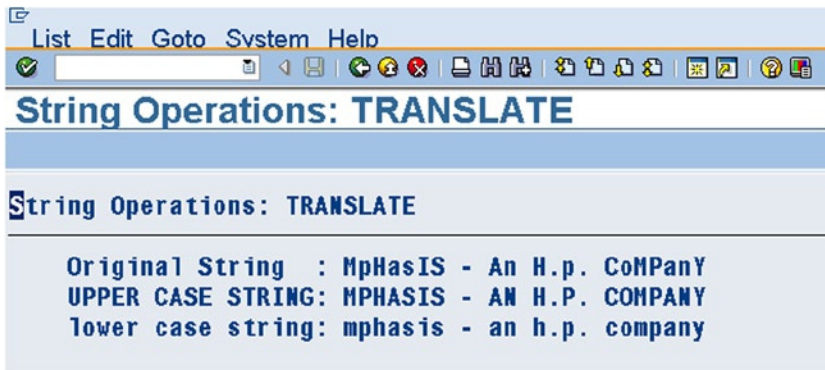 List Edit Goto System Help
String Operations: TRANSLATE
String Operations: TRANSLATE
Original String : MpHasIS - An H.p. CoMPanY
UPPER CASE STRING: MPHASIS - AN H.P. COMPANY
lower case string: mphasis - an h.p. company